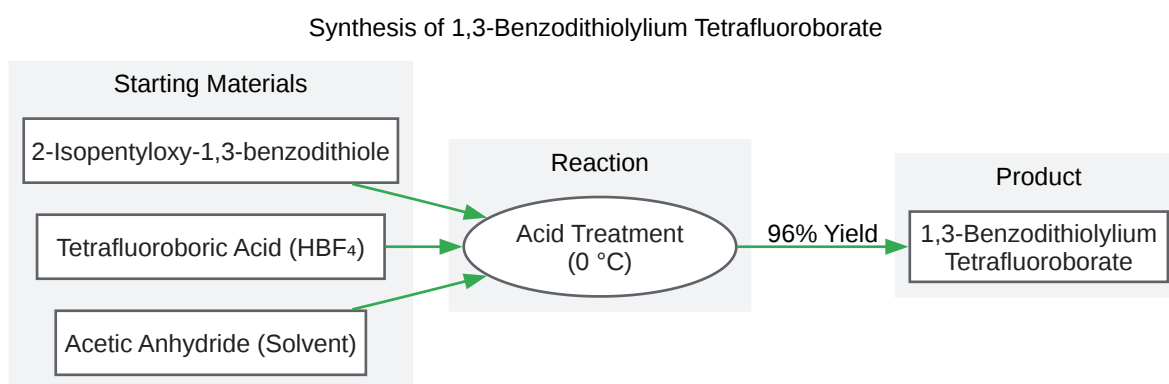 Synthesis of 1,3-Benzodithiolylium Tetrafluoroborate
Starting Materials
2-Isopentyloxy-1,3-benzodithiole
Tetrafluoroboric Acid (HBF₄)
Acetic Anhydride (Solvent)
Reaction
Acid Treatment
(0 °C)
96% Yield
Product
1,3-Benzodithiolylium
Tetrafluoroborate